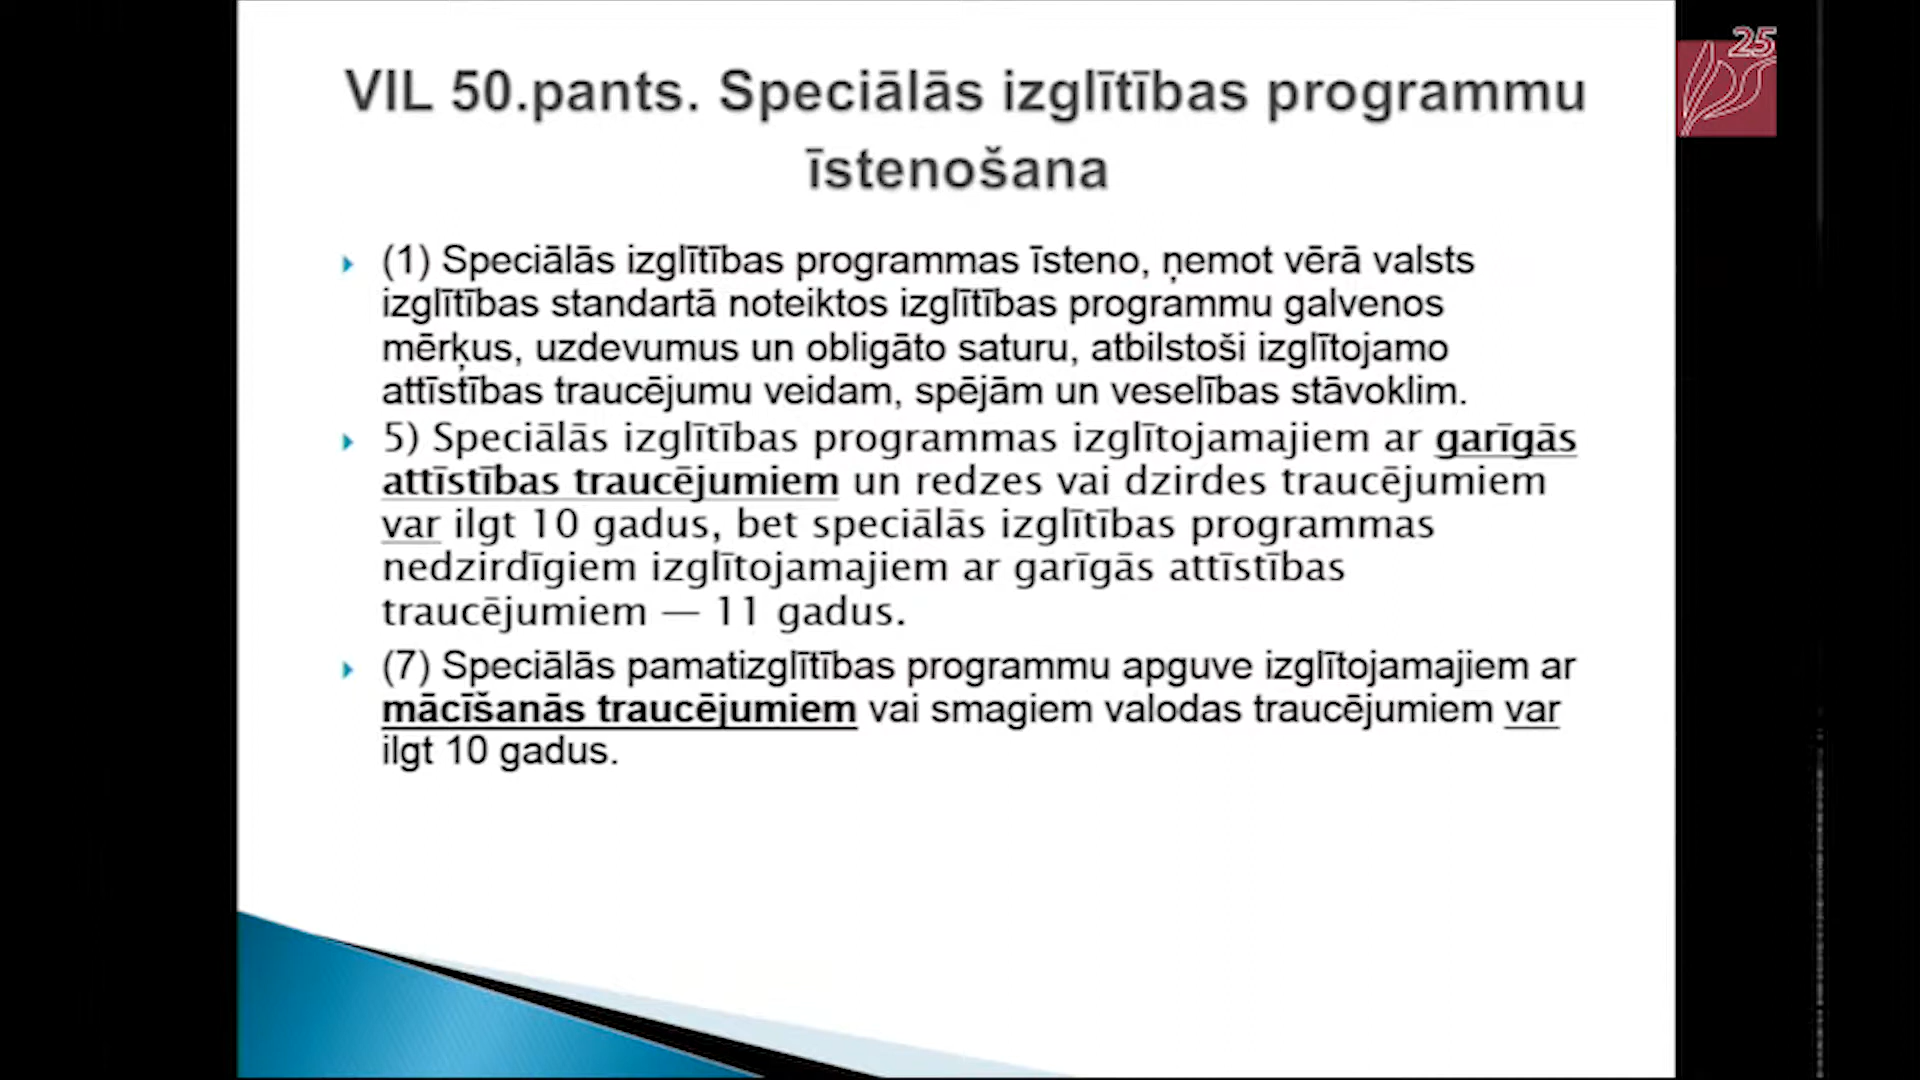 25
VIL 50.pants. Speciālās izglītības programmu
īstenošana
(1) Speciālās izglītības programmas īsteno, ņemot vērā valsts
izglītības standartā noteiktos izglītības programmu galvenos
mērķus, uzdevumus un obligāto saturu, atbilstoši izglītojamo
attīstības traucējumu veidam, spējām un veselības stāvoklim.
5) Speciālās izglītības programmas izglītojamajiem ar garīgās
attīstības traucējumiem un redzes vai dzirdes traucējumiem
var ilgt 10 gadus, bet speciālās izglītības programmas
nedzirdīgiem izglītojamajiem ar garīgās attīstības
traucējumiem — 11 gadus.
(7) Speciālās pamatizglītības programmu apguve izglītojamajiem ar
mācīšanās traucējumiem vai smagiem valodas traucējumiem var
ilgt 10 gadus.